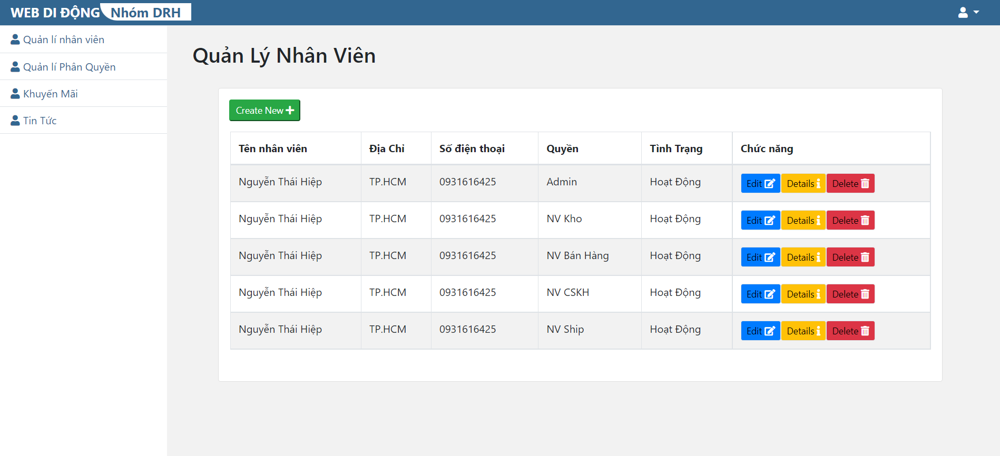 WEB DI ĐỘNG Nhóm DRH
Quản lí nhân viên
Quản lí Phân Quyền
Khuyến Mãi
Tin Tức
Quản Lý Nhân Viên
Create New
Tên nhân viên Địa Chỉ Số điện thoại Quyền Tình Trạng Chức năng
Nguyễn Thái Hiệp TP.HCM 0931616425 Admin Hoạt Động Edit Details Delete
Nguyễn Thái Hiệp TP.HCM 0931616425 NV Kho Hoạt Động Edit Details Delete
Nguyễn Thái Hiệp TP.HCM 0931616425 NV Bán Hàng Hoạt Động Edit Details Delete
Nguyễn Thái Hiệp TP.HCM 0931616425 NV CSKH Hoạt Động Edit Details Delete
Nguyễn Thái Hiệp TP.HCM 0931616425 NV Ship Hoạt Động Edit Details Delete